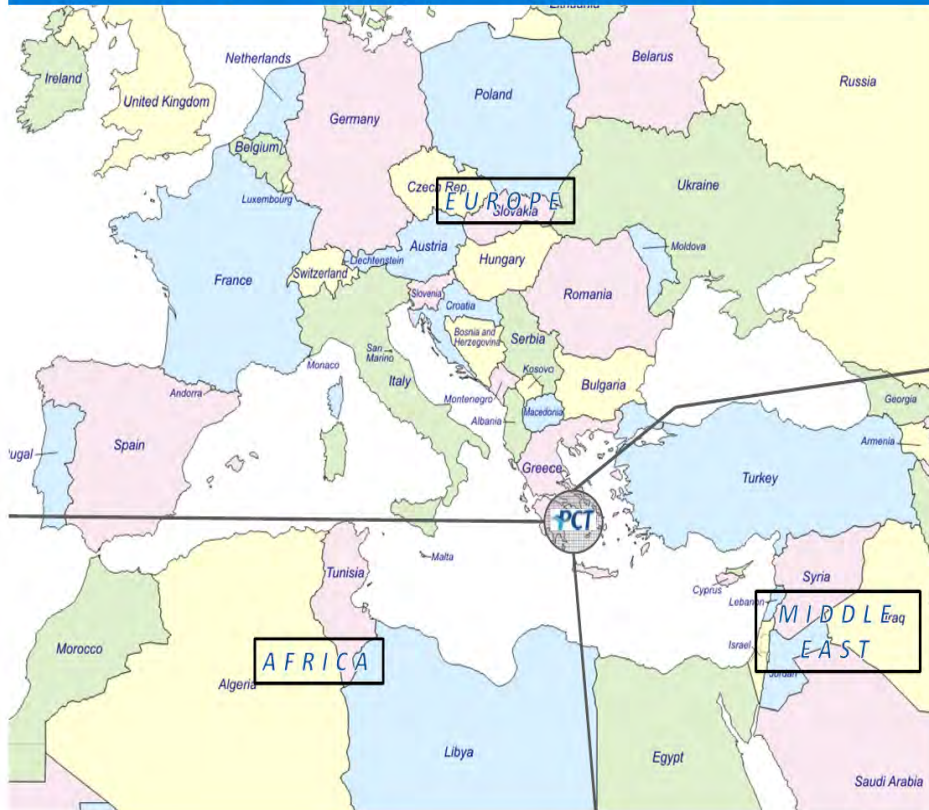 Lithuania
Ireland
United Kingdom
Netherlands
Belarus
Russia
Poland
Germany
Belgium
Luxembourg
Czech Rep.
EUROPE
Slovakia
Ukraine
France
Switzerland
Liechtenstein
Austria
Hungary
Moldova
Slovenia
Croatia
Romania
Bosnia and
Herzegovina
Serbia
San
Marino
Monaco
Kosovo
Italy
Andorra
Montenegro
Bulgaria
Georgia
Macedonia
Albania
Armenia
Spain
ugal
Greece
Turkey
PCT
Malta
Tunisia
Cyprus
Syria
Lebanon
MIDDLE
EAST
Iraq
Israel
Jordan
Morocco
AFRICA
Algeria
Libya
Egypt
Saudi Arabia